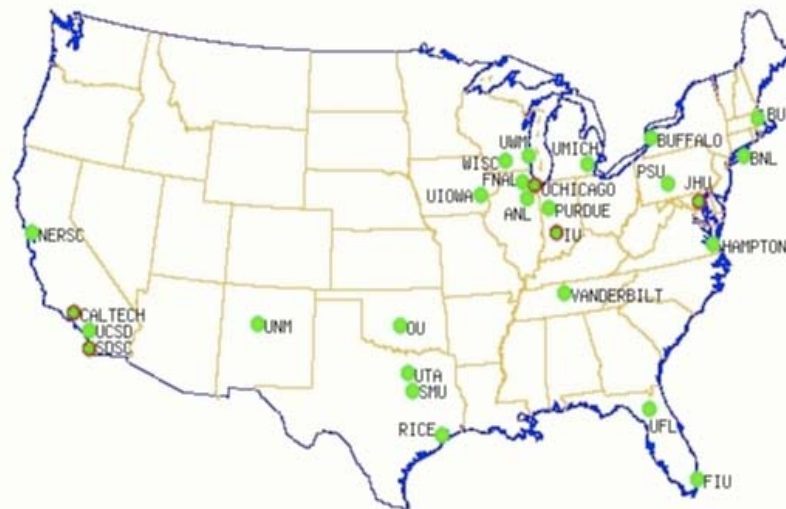 BU
BUFFALO
UWM
UMICH
BNL
WISC
PSU
FNAL
JHU
UCHICAGO
UIOWA
ANL
PURDUE
NERSC
IU
HAMPTON
VANDERBILT
CALTECH
UCSD
UNM
OU
SDSC
UTA
SMU
RICE
UFL
FIU